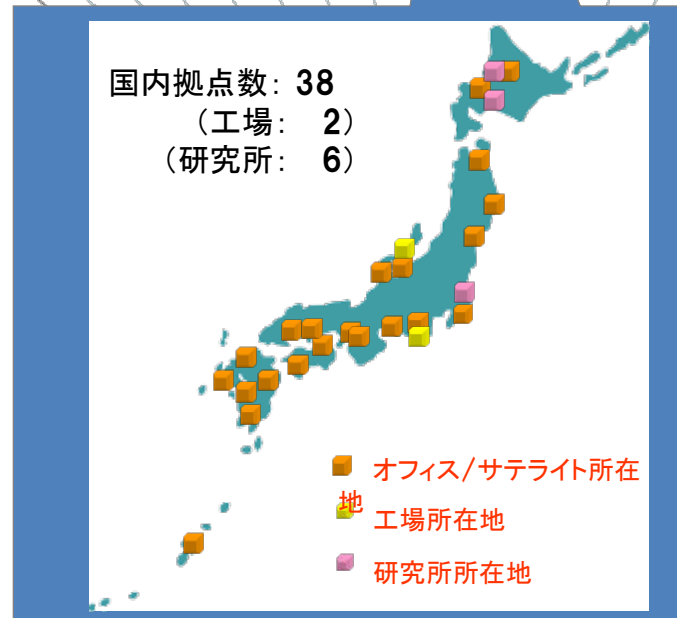 国内拠点数: 38
（工場: 2）
（研究所: 6）
オフィス/サテライト所在
地
工場所在地
研究所所在地